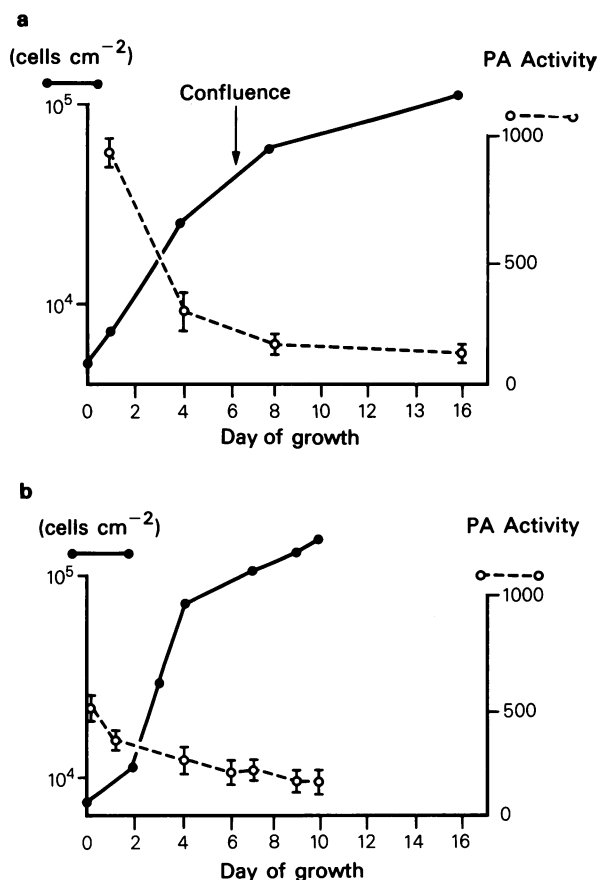 a
(cells cm⁻²)
PA Activity
Confluence
10⁵
1000
500
10⁴
0
0 2 4 6 8 10 12 13 16
Day of growth
b
(cells cm⁻²)
PA Activity
10⁵
1000
500
10⁴
0
0 2 4 6 8 10 12 14 16
Day of growth